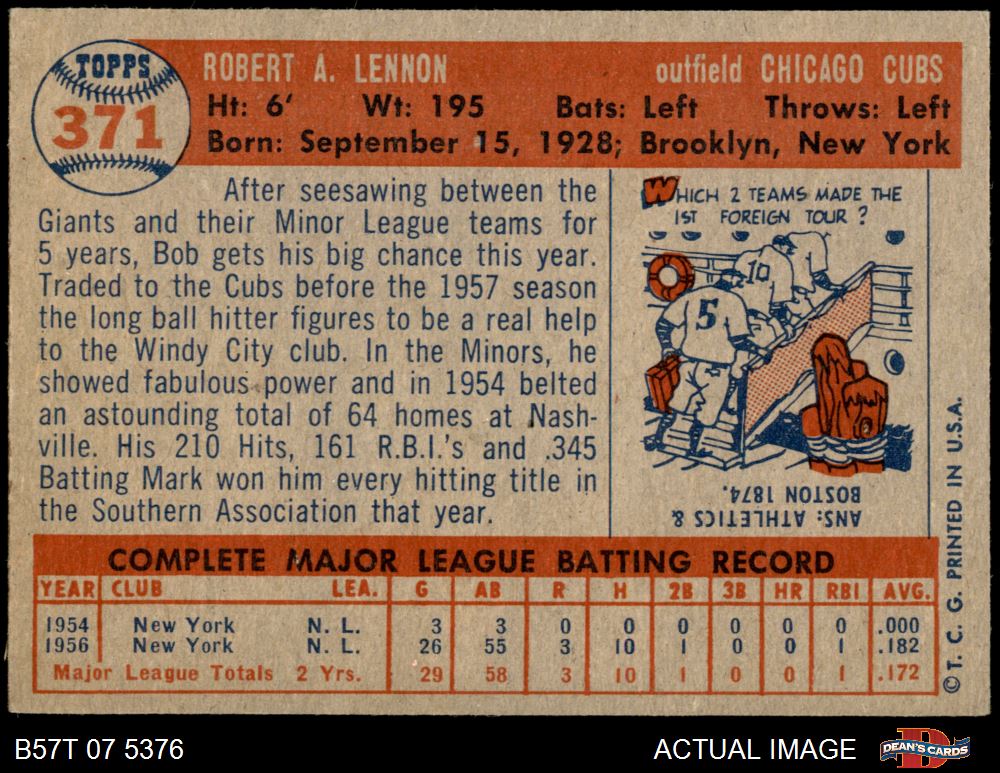 TOPPS
371
ROBERT A. LENNON outfield CHICAGO CUBS
Ht: 6' Wt: 195 Bats: Left Throws: Left
Born: September 15, 1928; Brooklyn, New York
After seesawing between the
Giants and their Minor League teams for
5 years, Bob gets his big chance this year.
Traded to the Cubs before the 1957 season
the long ball hitter figures to be a real help
to the Windy City club. In the Minors, he
showed fabulous power and in 1954 belted
an astounding total of 64 homes at Nash-
ville. His 210 Hits, 161 R.B.I.'s and .345
Batting Mark won him every hitting title in
the Southern Association that year.
WHICH 2 TEAMS MADE THE
1ST FOREIGN TOUR ?
10
5
ANS: ATHLETICS &
BOSTON 1874.
COMPLETE MAJOR LEAGUE BATTING RECORD
YEAR CLUB LEA. G AB R H 2B 3B HR RBI AVG.
1954 New York N. L. 3 3 0 0 0 0 0 0 .000
1956 New York N. L. 26 55 3 10 1 0 0 1 .182
Major League Totals 2 Yrs. 29 58 3 10 1 0 0 1 .172
© T. C. G. PRINTED IN U.S.A.
B57T 07 5376 ACTUAL IMAGE
DEAN'S CARDS